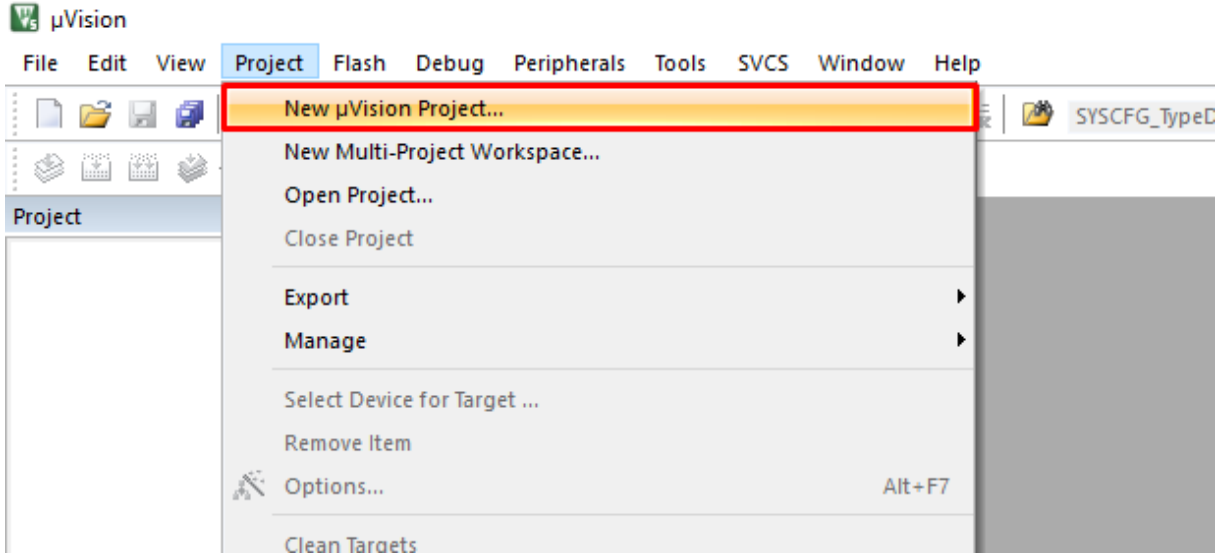 µVision
File Edit View Project Flash Debug Peripherals Tools SVCS Window Help
New µVision Project...
SYSCFG_TypeD
New Multi-Project Workspace...
Open Project...
Project
Close Project
Export
Manage
Select Device for Target ...
Remove Item
Options... Alt+F7
Clean Targets